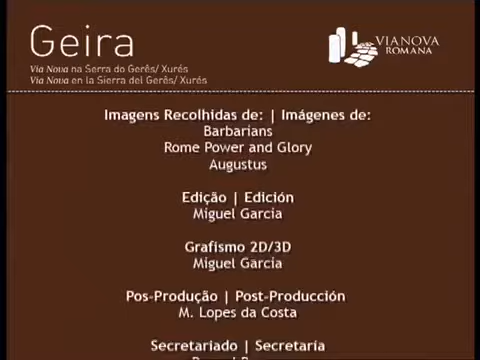 Geira
Via Nova na Serra do Gerês/ Xurés
Via Nova en la Sierra del Gerês/ Xurés
VIANOVA
ROMANA
Imagens Recolhidas de: | Imágenes de:
Barbarians
Rome Power and Glory
Augustus
Edição | Edición
Miguel Garcia
Grafismo 2D/3D
Miguel Garcia
Pos-Produção | Post-Producción
M. Lopes da Costa
Secretariado | Secretaría